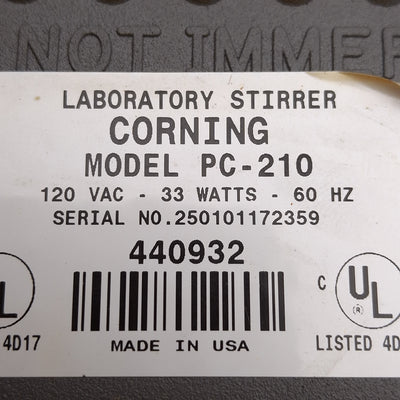 NOT IMMER
LABORATORY STIRRER
CORNING
MODEL PC-210
120 VAC - 33 WATTS - 60 HZ
SERIAL NO.250101172359
440932
L C UL
(R)
4D17 MADE IN USA LISTED 4D